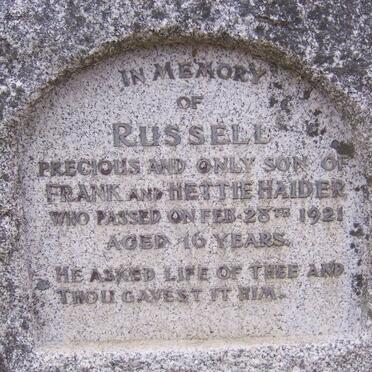 IN MEMORY
OF
RUSSELL
PRECIOUS AND ONLY SON OF
FRANK AND HETTIE HAIDER
WHO PASSED ON FEB. 28TH 1921
AGED 16 YEARS.
HE ASKED LIFE OF THEE AND
THOU GAVEST IT HIM.